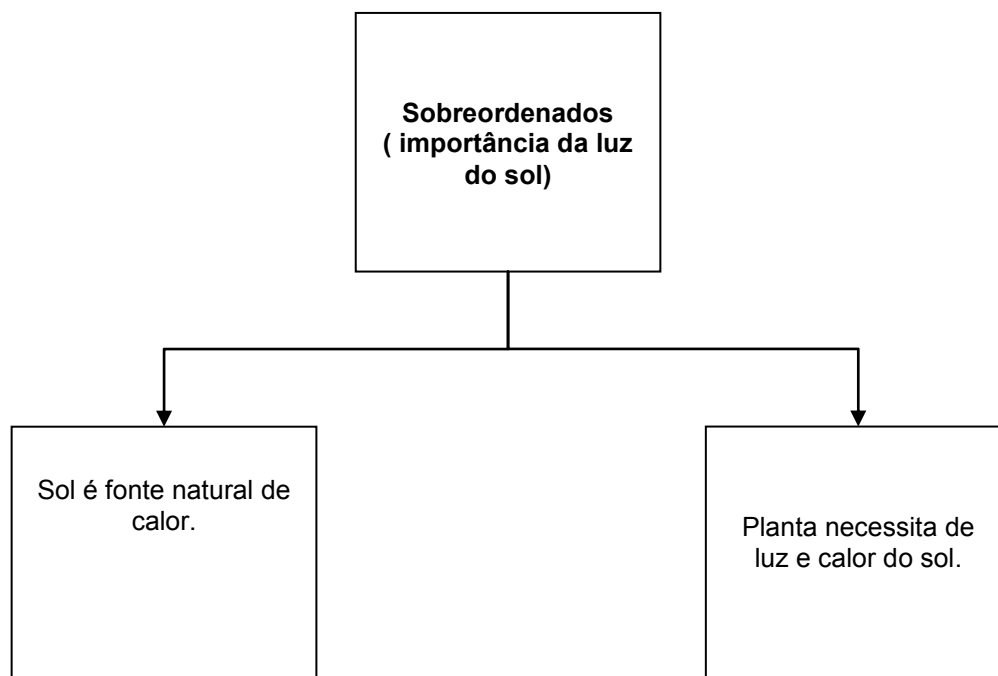 Sobreordenados
( importância da luz
do sol)
Sol é fonte natural de
calor.
Planta necessita de
luz e calor do sol.